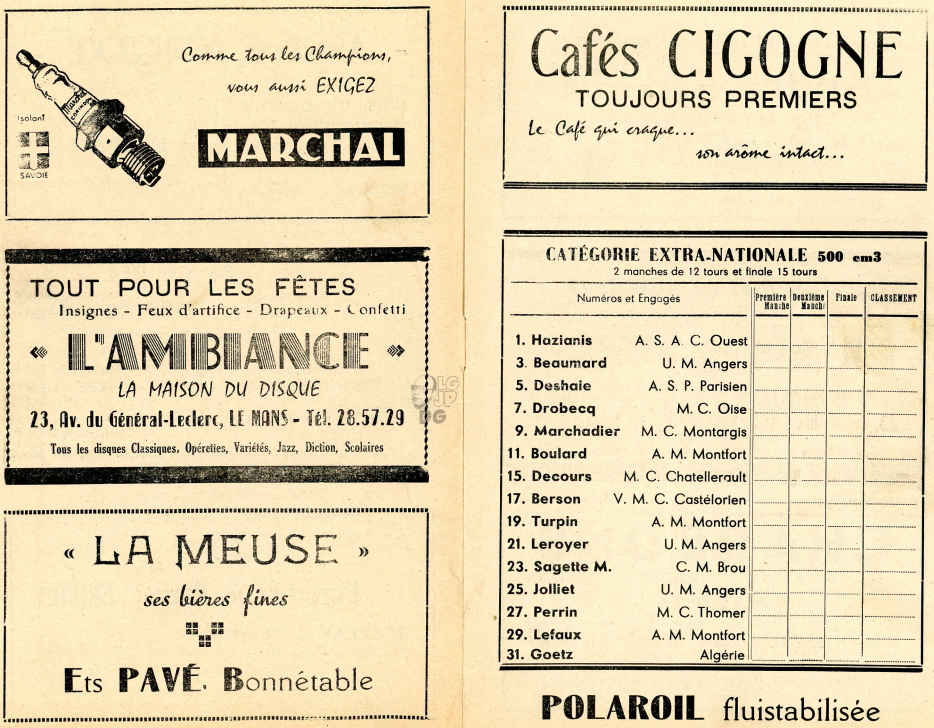 Comme tous les Champions,
vous aussi EXIGEZ
MARCHAL
Marchal
Isolant
SAVOIE
TOUT POUR LES FÊTES
Insignes - Feux d'artifice - Drapeaux - Confetti
« L'AMBIANCE »
LA MAISON DU DISQUE
23, Av. du Général-Leclerc, LE MANS - Tél. 28.57.29
Tous les disques Classiques, Opérettes, Variétés, Jazz, Diction, Scolaires
« LA MEUSE »
ses bières fines
Ets PAVÉ, Bonnétable
Cafés CIGOGNE
TOUJOURS PREMIERS
Le Café qui craque...
son arôme intact...
CATÉGORIE EXTRA-NATIONALE 500 cm3
2 manches de 12 tours et finale 15 tours
Numéros et Engagés Première Manche Deuxième Manche Finale CLASSEMENT
1. Hazianis A. S. A. C. Ouest
3. Beaumard U. M. Angers
5. Deshaie A. S. P. Parisien
7. Drobecq M. C. Oise
9. Marchadier M. C. Montargis
11. Boulard A. M. Montfort
15. Decours M. C. Chatellerault
17. Berson V. M. C. Castélorien
19. Turpin A. M. Montfort
21. Leroyer U. M. Angers
23. Sagette M. C. M. Brou
25. Jolliet U. M. Angers
27. Perrin M. C. Thomer
29. Lefaux A. M. Montfort
31. Goetz Algérie
POLAROIL fluistabilisée